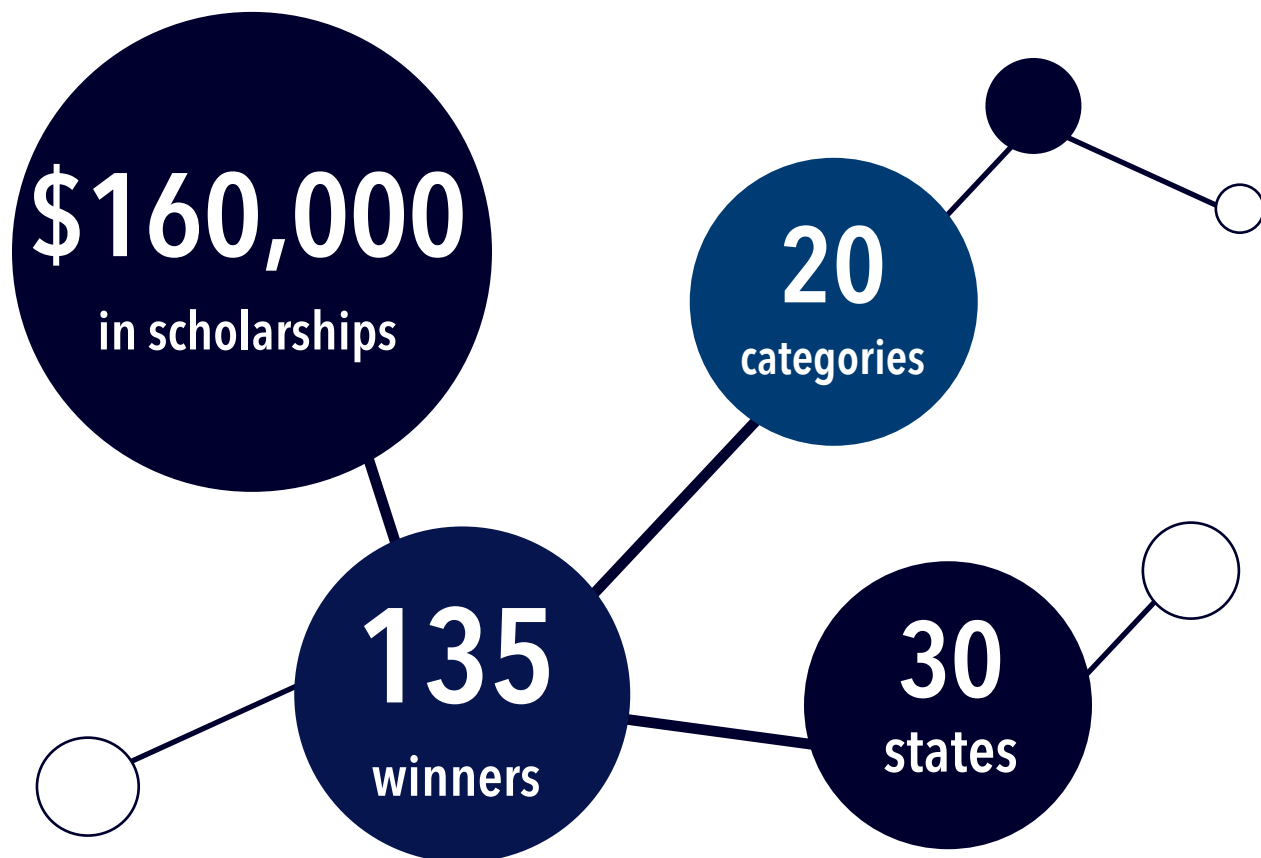 $160,000
in scholarships
20
categories
135
winners
30
states